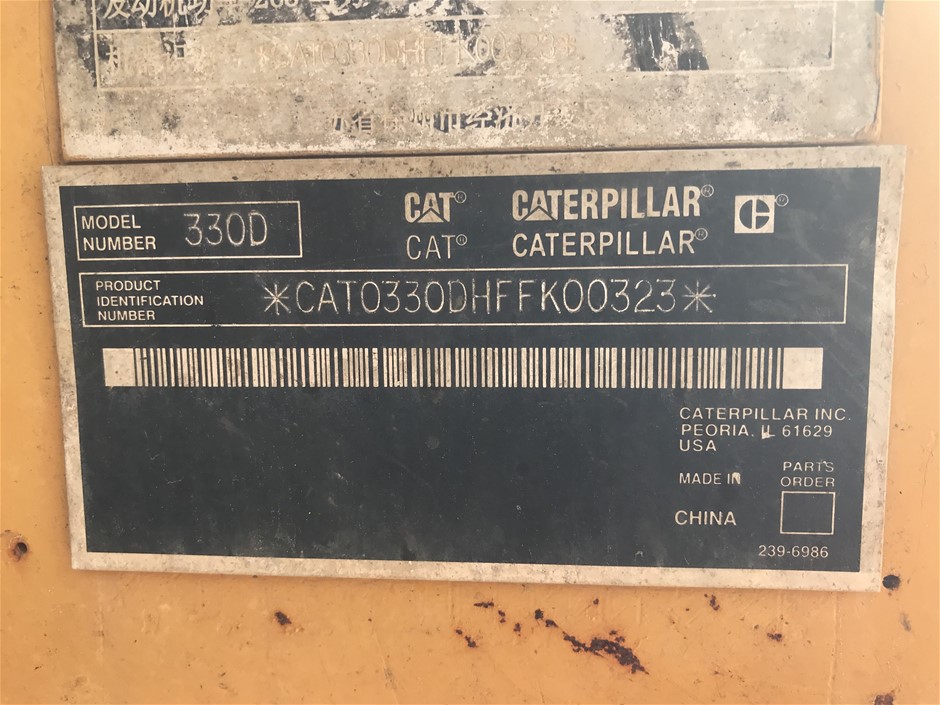 CAT0330DHFFK00323
MODEL NUMBER 330D
CAT® CATERPILLAR®
CAT® CATERPILLAR®
PRODUCT
IDENTIFICATION
NUMBER
*CAT0330DHFFK00323*
CATERPILLAR INC.
PEORIA, IL 61629
USA
MADE IN
CHINA
PARTS
ORDER
239-6986